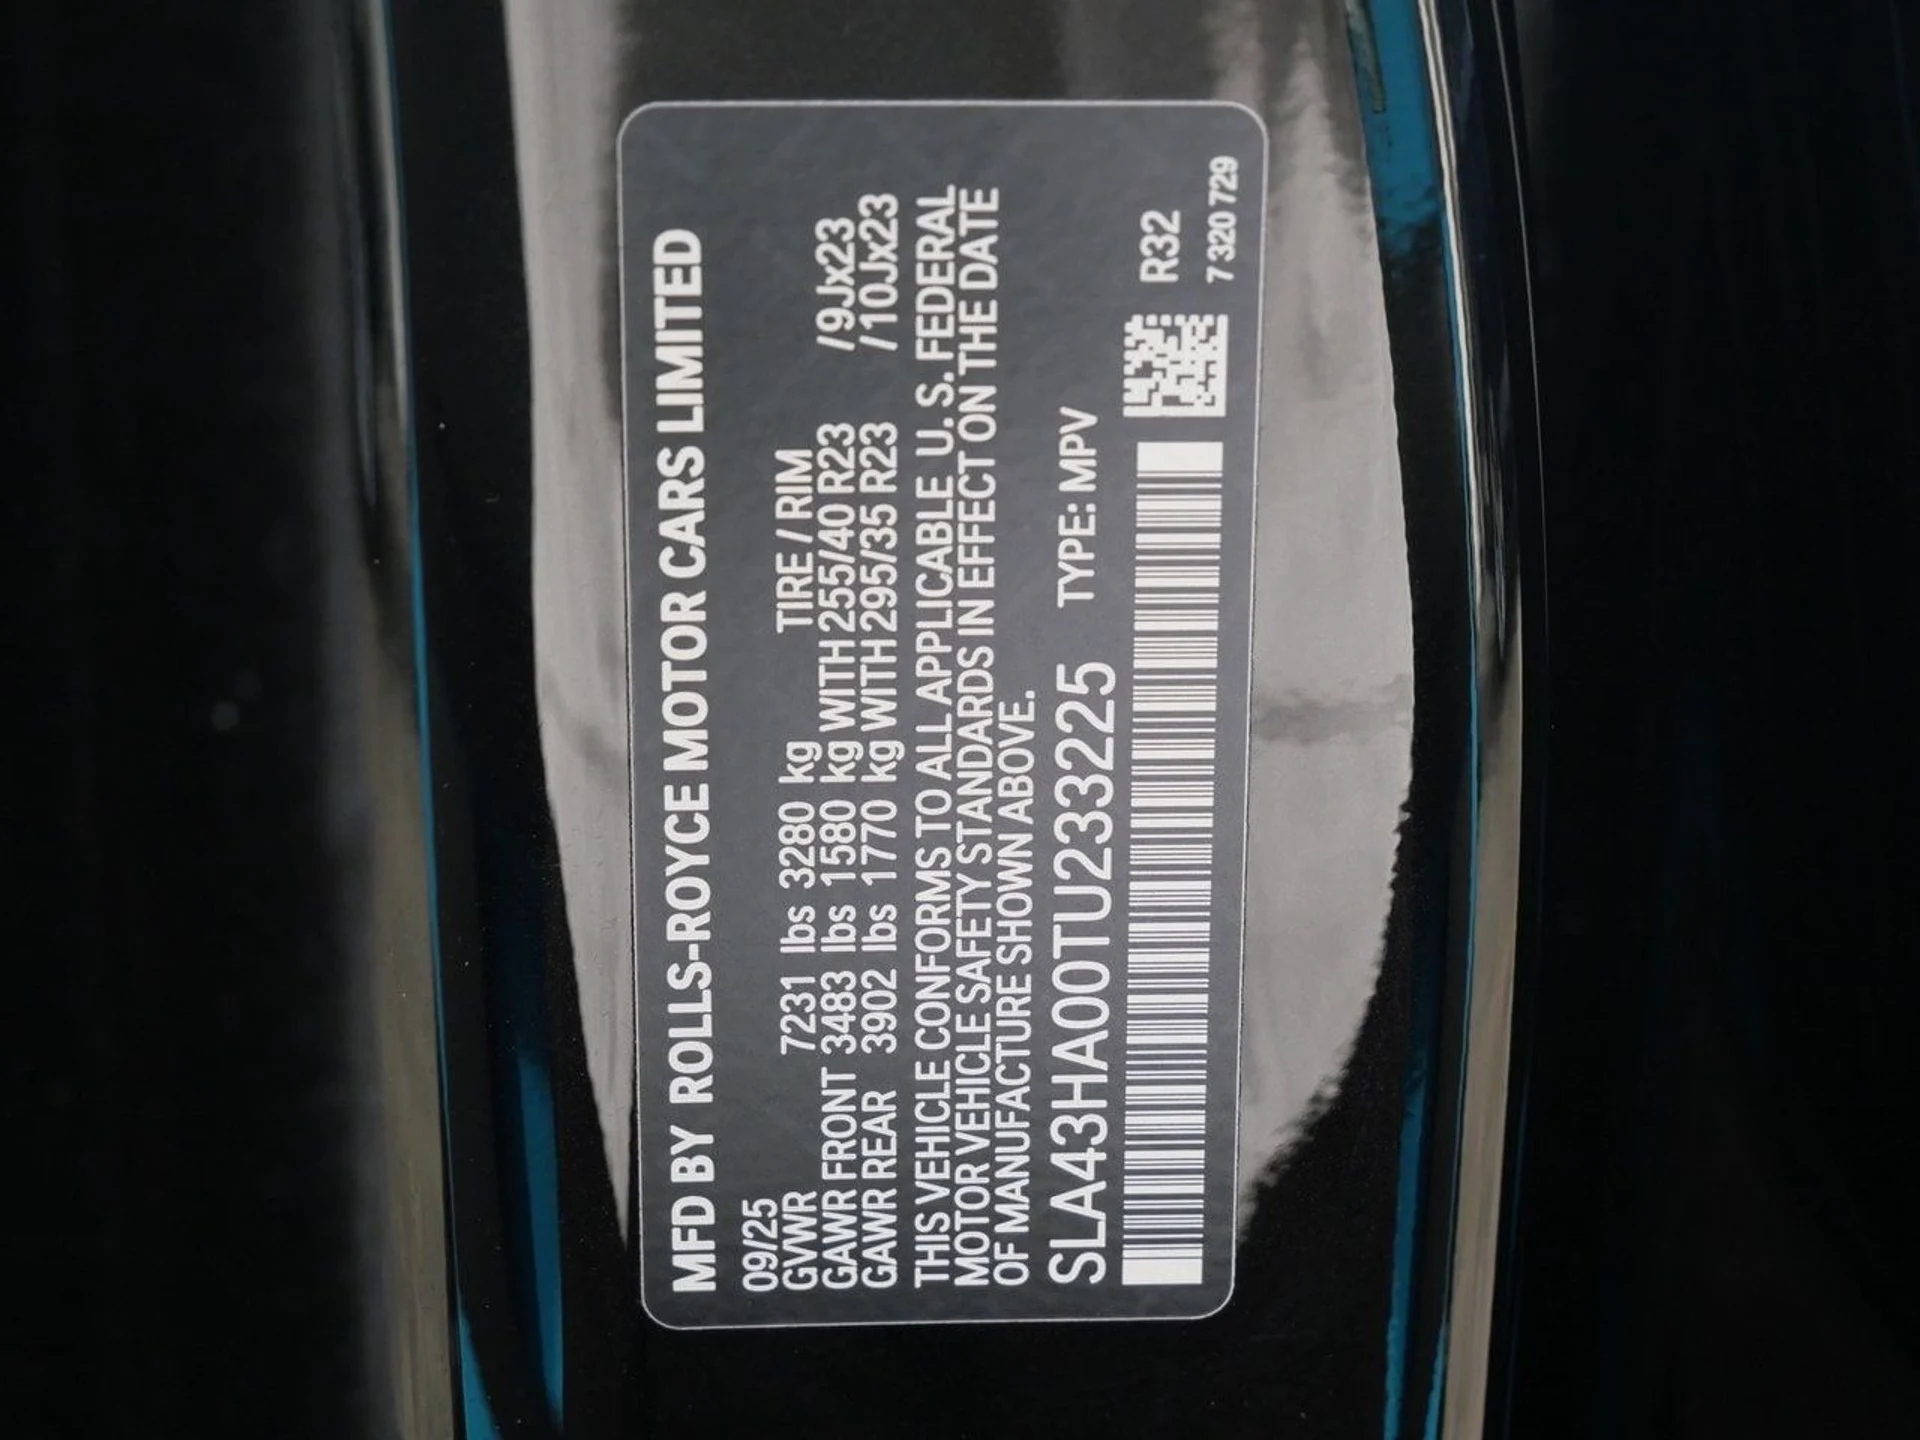 MFD BY ROLLS-ROYCE MOTOR CARS LIMITED
09/25
GVWR 7231 lbs 3280 kg TIRE / RIM
GAWR FRONT 3483 lbs 1580 kg WITH 255/40 R23 /9Jx23
GAWR REAR 3902 lbs 1770 kg WITH 295/35 R23 /10Jx23
THIS VEHICLE CONFORMS TO ALL APPLICABLE U. S. FEDERAL
MOTOR VEHICLE SAFETY STANDARDS IN EFFECT ON THE DATE
OF MANUFACTURE SHOWN ABOVE.
SLA43HA00TU233225 TYPE: MPV
R32
7 320 729